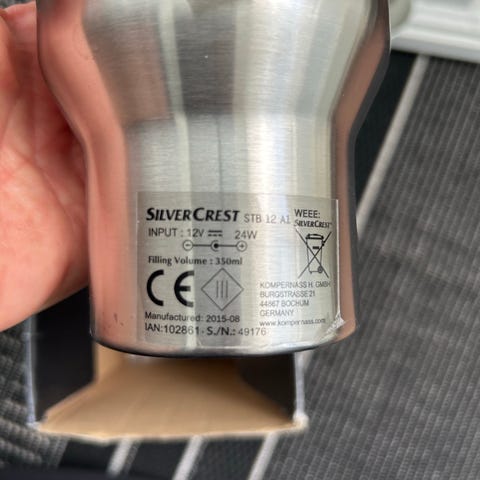 SILVERCREST STB 12 A1
WEEE:
SILVERCREST
INPUT : 12V 24W
Filling Volume : 350ml
CE
KOMPERNASS H. GMBH
BURGSTRASSE 21
44867 BOCHUM
GERMANY
www.kompernass.com
Manufactured: 2015-08
IAN:102861 - S./N.: 49176